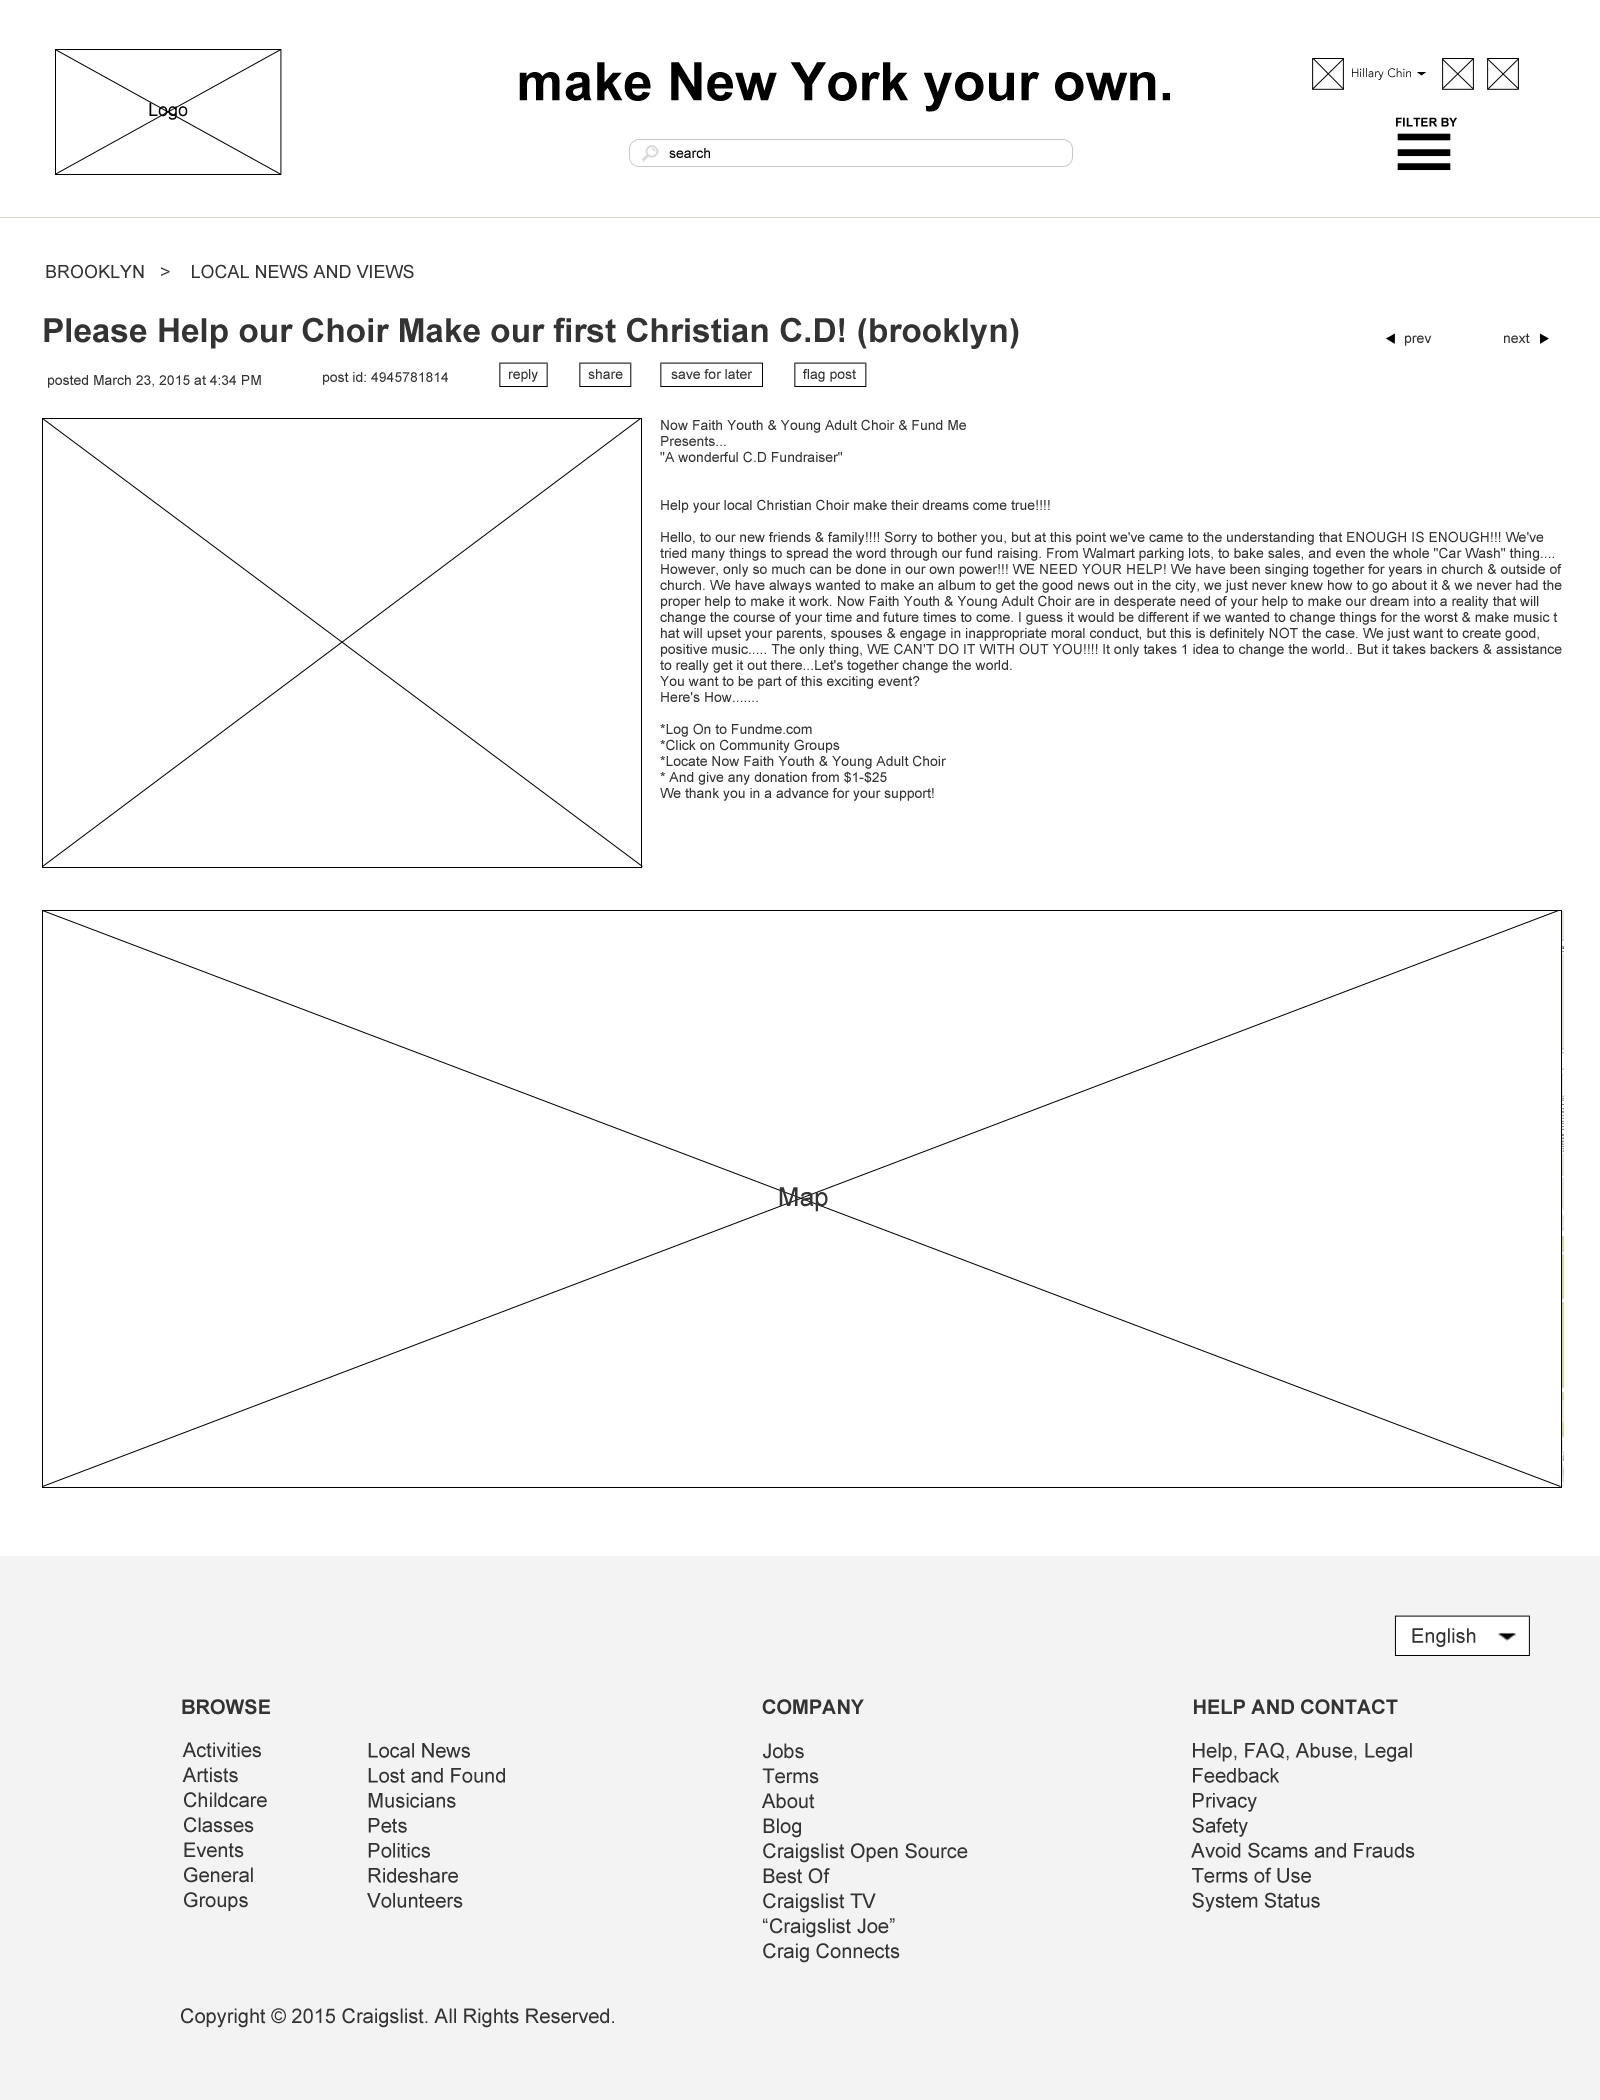 Logo
make New York your own.
search
Hillary Chin
FILTER BY
BROOKLYN > LOCAL NEWS AND VIEWS
Please Help our Choir Make our first Christian C.D! (brooklyn)
prev next
posted March 23, 2015 at 4:34 PM post id: 4945781814 reply share save for later flag post
Now Faith Youth & Young Adult Choir & Fund Me
Presents...
"A wonderful C.D Fundraiser"
Help your local Christian Choir make their dreams come true!!!!
Hello, to our new friends & family!!!! Sorry to bother you, but at this point we've came to the understanding that ENOUGH IS ENOUGH!!! We've
tried many things to spread the word through our fund raising. From Walmart parking lots, to bake sales, and even the whole "Car Wash" thing....
However, only so much can be done in our own power!!! WE NEED YOUR HELP! We have been singing together for years in church & outside of
church. We have always wanted to make an album to get the good news out in the city, we just never knew how to go about it & we never had the
proper help to make it work. Now Faith Youth & Young Adult Choir are in desperate need of your help to make our dream into a reality that will
change the course of your time and future times to come. I guess it would be different if we wanted to change things for the worst & make music t
hat will upset your parents, spouses & engage in inappropriate moral conduct, but this is definitely NOT the case. We just want to create good,
positive music..... The only thing, WE CAN'T DO IT WITH OUT YOU!!!! It only takes 1 idea to change the world.. But it takes backers & assistance
to really get it out there...Let's together change the world.
You want to be part of this exciting event?
Here's How.......
*Log On to Fundme.com
*Click on Community Groups
*Locate Now Faith Youth & Young Adult Choir
* And give any donation from $1-$25
We thank you in a advance for your support!
Map
English
BROWSE
Activities
Artists
Childcare
Classes
Events
General
Groups
Local News
Lost and Found
Musicians
Pets
Politics
Rideshare
Volunteers
COMPANY
Jobs
Terms
About
Blog
Craigslist Open Source
Best Of
Craigslist TV
“Craigslist Joe”
Craig Connects
HELP AND CONTACT
Help, FAQ, Abuse, Legal
Feedback
Privacy
Safety
Avoid Scams and Frauds
Terms of Use
System Status
Copyright © 2015 Craigslist. All Rights Reserved.